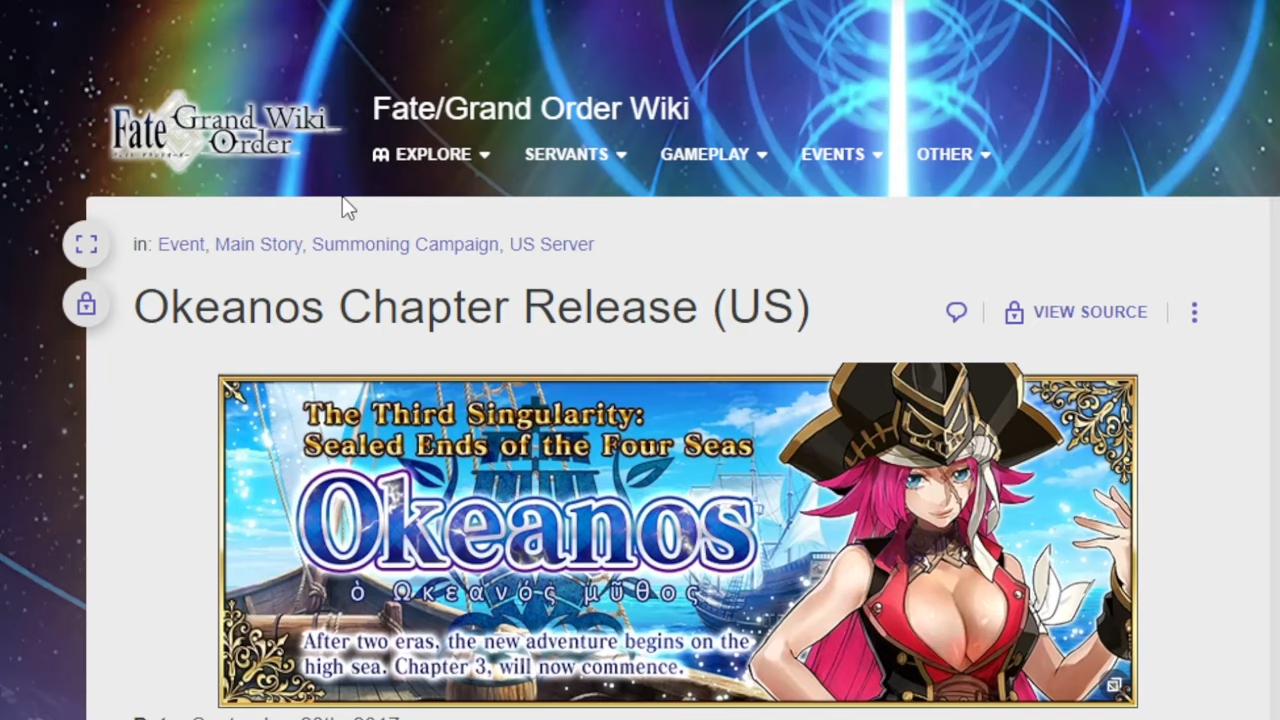 Fate/Grand Order Wiki
Fate
Grand Wiki
Order
EXPLORE
SERVANTS
GAMEPLAY
EVENTS
OTHER
in: Event, Main Story, Summoning Campaign, US Server
Okeanos Chapter Release (US)
VIEW SOURCE
The Third Singularity:
Sealed Ends of the Four Seas
Okeanos
ὁ Ὠκεανός μῦθος
After two eras, the new adventure begins on the
high sea. Chapter 3, will now commence.